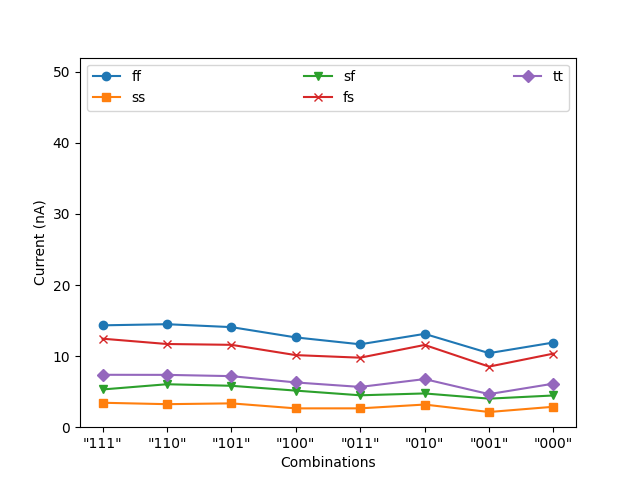 50
40
30
20
10
0
Current (nA)
ff
ss
sf
fs
tt
"111" "110" "101" "100" "011" "010" "001" "000"
Combinations